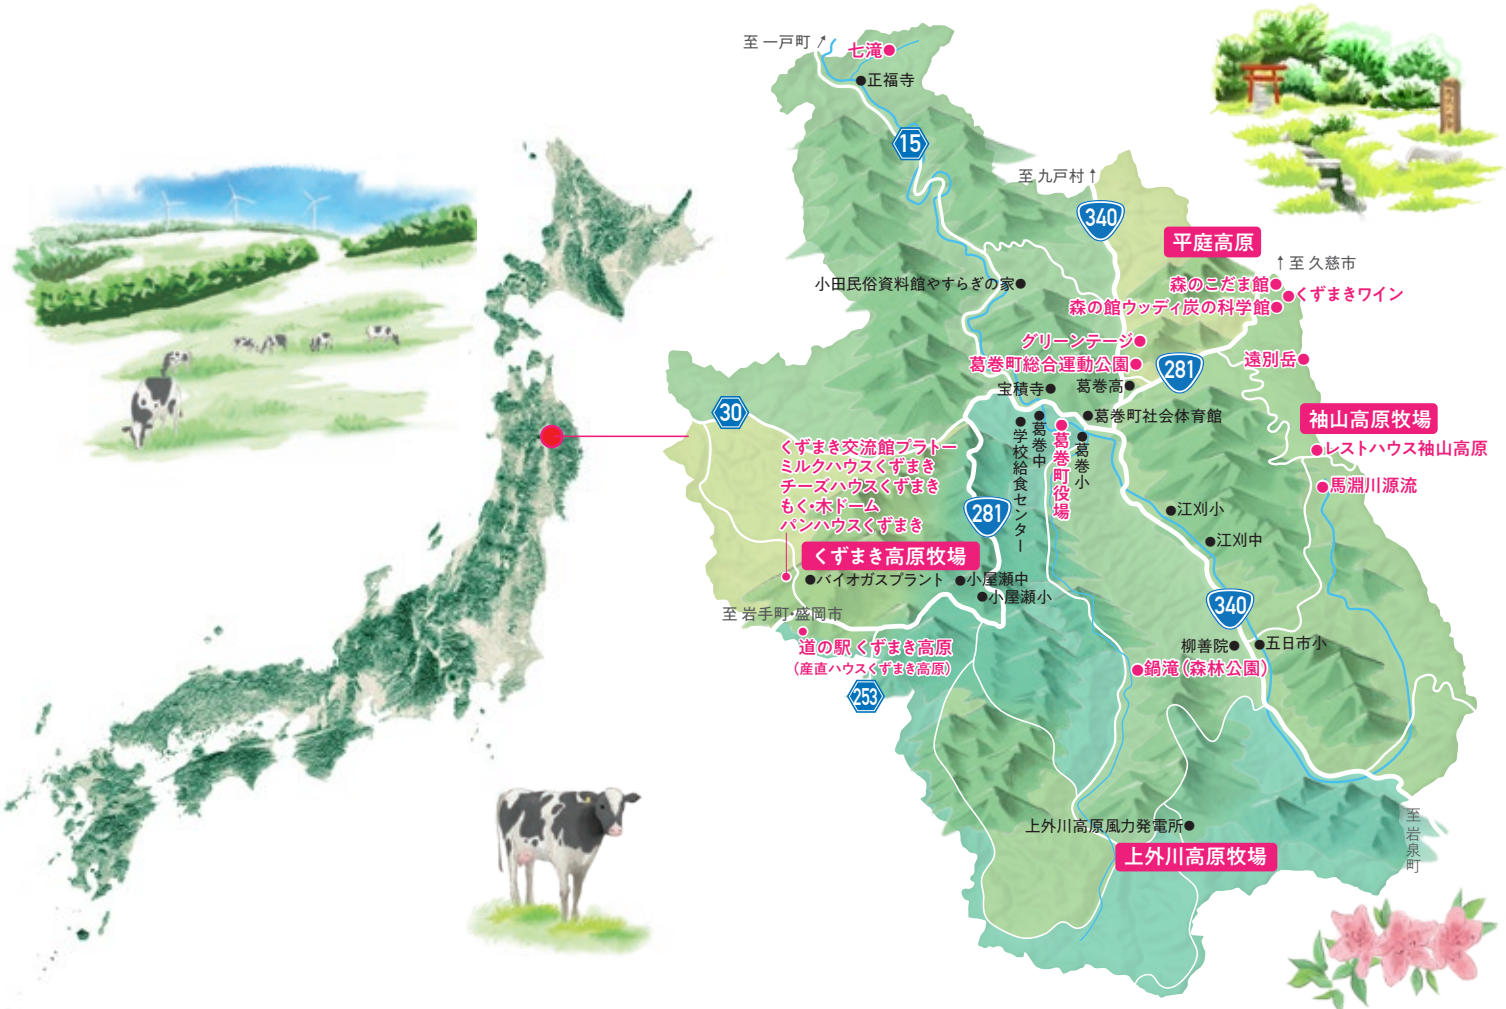 至 一戸町↗
七滝
正福寺
15
至 九戸村↑
340
平庭高原
↑至 久慈市
森のこだま館
くずまきワイン
森の館ウッディ炭の科学館
小田民俗資料館やすらぎの家
グリーンテージ
葛巻町総合運動公園
遠別岳
281
宝積寺
葛巻高
30
葛巻町社会体育館
袖山高原牧場
レストハウス袖山高原
馬淵川源流
学校給食センター
葛巻中
葛巻町役場
葛巻小
くずまき交流館プラトー
ミルクハウスくずまき
チーズハウスくずまき
もく・木ドーム
パンハウスくずまき
281
江刈小
江刈中
くずまき高原牧場
バイオガスプラント
小屋瀬中
小屋瀬小
至 岩手町・盛岡市
340
道の駅 くずまき高原
(産直ハウスくずまき高原)
柳善院
五日市小
鍋滝(森林公園)
253
上外川高原風力発電所
上外川高原牧場
至 岩泉町